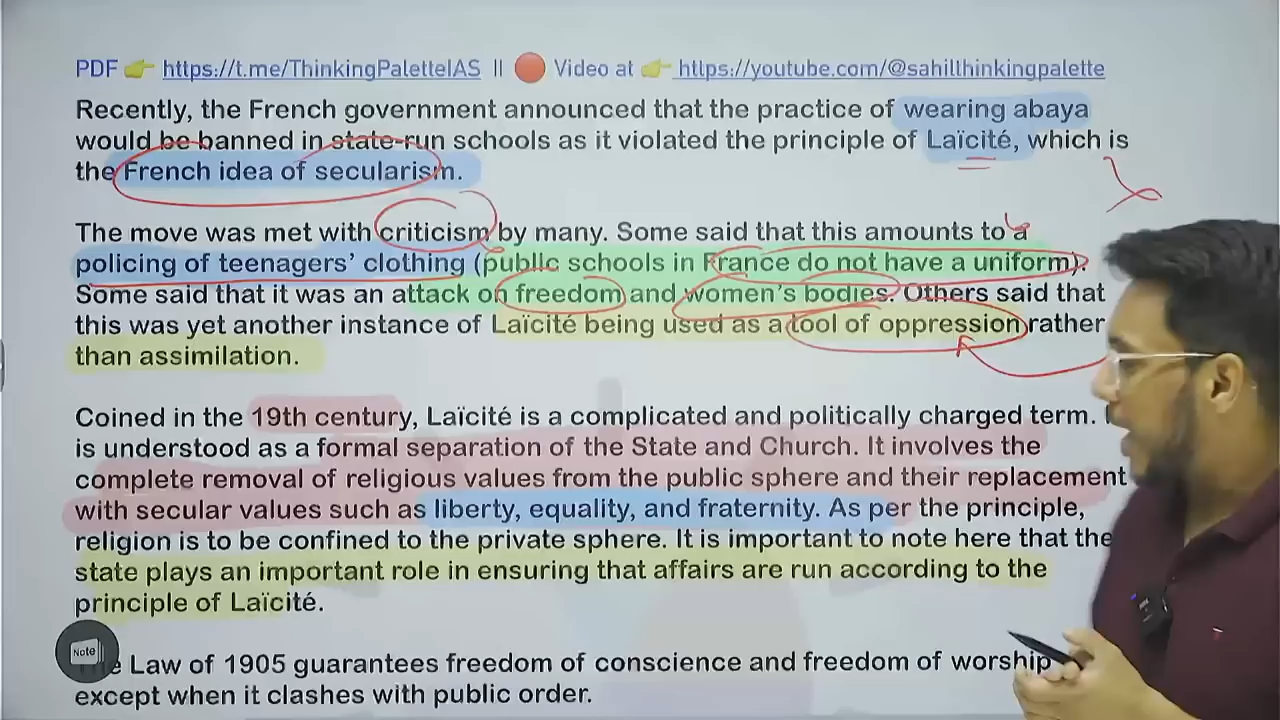 PDF 👉 https://t.me/ThinkingPaletteIAS || 🔴 Video at 👉 https://youtube.com/@sahilthinkingpalette
Recently, the French government announced that the practice of wearing abaya
would be banned in state-run schools as it violated the principle of Laïcité, which is
the French idea of secularism.
The move was met with criticism by many. Some said that this amounts to a
policing of teenagers’ clothing (public schools in France do not have a uniform).
Some said that it was an attack on freedom and women’s bodies. Others said that
this was yet another instance of Laïcité being used as a tool of oppression rather
than assimilation.
Coined in the 19th century, Laïcité is a complicated and politically charged term.
is understood as a formal separation of the State and Church. It involves the
complete removal of religious values from the public sphere and their replacement
with secular values such as liberty, equality, and fraternity. As per the principle,
religion is to be confined to the private sphere. It is important to note here that the
state plays an important role in ensuring that affairs are run according to the
principle of Laïcité.
Note
Law of 1905 guarantees freedom of conscience and freedom of worship
except when it clashes with public order.